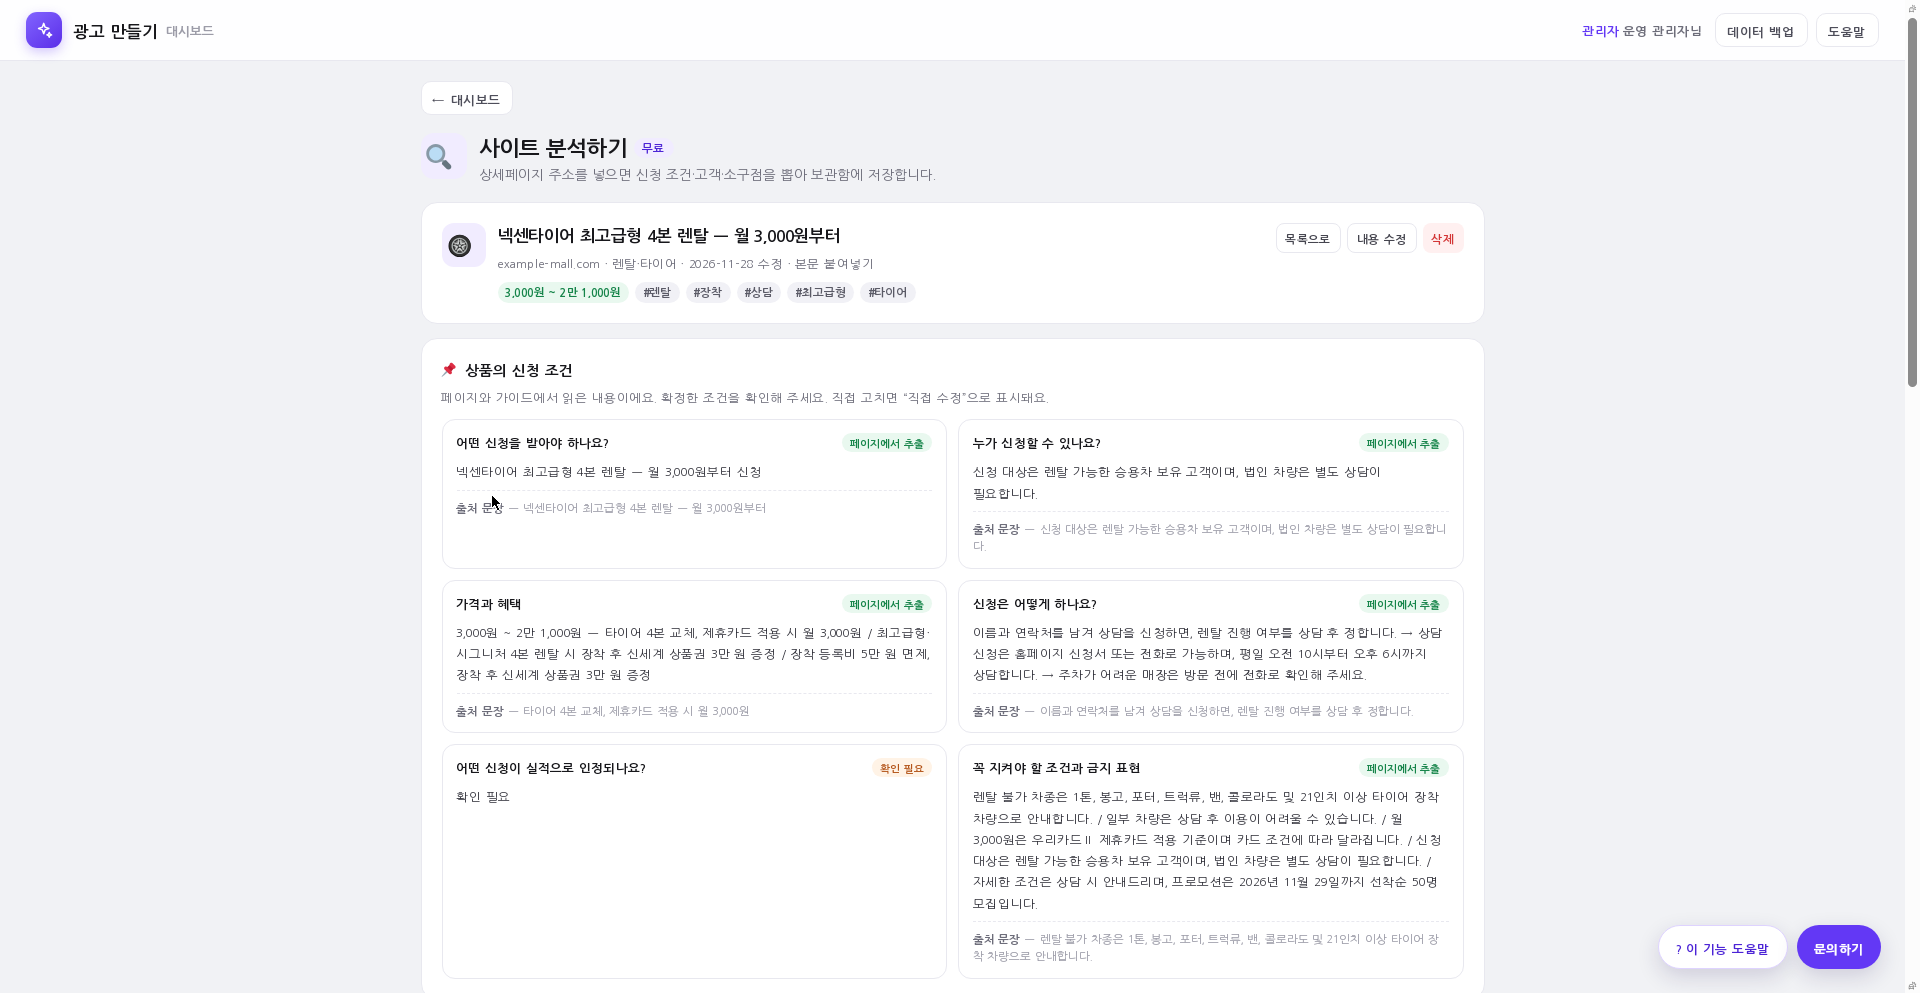 광고 만들기 대시보드
관리자 운영 관리자님 데이터 백업 도움말
← 대시보드
사이트 분석하기 무료
상세페이지 주소를 넣으면 신청 조건·고객·소구점을 뽑아 보관함에 저장합니다.
넥센타이어 최고급형 4본 렌탈 — 월 3,000원부터
목록으로 내용 수정 삭제
example-mall.com · 렌탈·타이어 · 2026-11-28 수정 · 본문 붙여넣기
3,000원 ~ 2만 1,000원 #렌탈 #장착 #상담 #최고급형 #타이어
📌 상품의 신청 조건
페이지와 가이드에서 읽은 내용이에요. 확정한 조건을 확인해 주세요. 직접 고치면 “직접 수정”으로 표시돼요.
어떤 신청을 받아야 하나요? 페이지에서 추출
넥센타이어 최고급형 4본 렌탈 — 월 3,000원부터 신청
출처 문장 — 넥센타이어 최고급형 4본 렌탈 — 월 3,000원부터
누가 신청할 수 있나요? 페이지에서 추출
신청 대상은 렌탈 가능한 승용차 보유 고객이며, 법인 차량은 별도 상담이
필요합니다.
출처 문장 — 신청 대상은 렌탈 가능한 승용차 보유 고객이며, 법인 차량은 별도 상담이 필요합니
다.
가격과 혜택 페이지에서 추출
3,000원 ~ 2만 1,000원 — 타이어 4본 교체, 제휴카드 적용 시 월 3,000원 / 최고급형·
시그니처 4본 렌탈 시 장착 후 신세계 상품권 3만 원 증정 / 장착 등록비 5만 원 면제,
장착 후 신세계 상품권 3만 원 증정
출처 문장 — 타이어 4본 교체, 제휴카드 적용 시 월 3,000원
신청은 어떻게 하나요? 페이지에서 추출
이름과 연락처를 남겨 상담을 신청하면, 렌탈 진행 여부를 상담 후 정합니다. → 상담
신청은 홈페이지 신청서 또는 전화로 가능하며, 평일 오전 10시부터 오후 6시까지
상담합니다. → 주차가 어려운 매장은 방문 전에 전화로 확인해 주세요.
출처 문장 — 이름과 연락처를 남겨 상담을 신청하면, 렌탈 진행 여부를 상담 후 정합니다.
어떤 신청이 실적으로 인정되나요? 확인 필요
확인 필요
꼭 지켜야 할 조건과 금지 표현 페이지에서 추출
렌탈 불가 차종은 1톤, 봉고, 포터, 트럭류, 밴, 콜로라도 및 21인치 이상 타이어 장착
차량으로 안내합니다. / 일부 차량은 상담 후 이용이 어려울 수 있습니다. / 월
3,000원은 우리카드Ⅱ 제휴카드 적용 기준이며 카드 조건에 따라 달라집니다. / 신청
대상은 렌탈 가능한 승용차 보유 고객이며, 법인 차량은 별도 상담이 필요합니다. /
자세한 조건은 상담 시 안내드리며, 프로모션은 2026년 11월 29일까지 선착순 50명
모집입니다.
출처 문장 — 렌탈 불가 차종은 1톤, 봉고, 포터, 트럭류, 밴, 콜로라도 및 21인치 이상 타이어 장
착 차량으로 안내합니다.
? 이 기능 도움말 문의하기